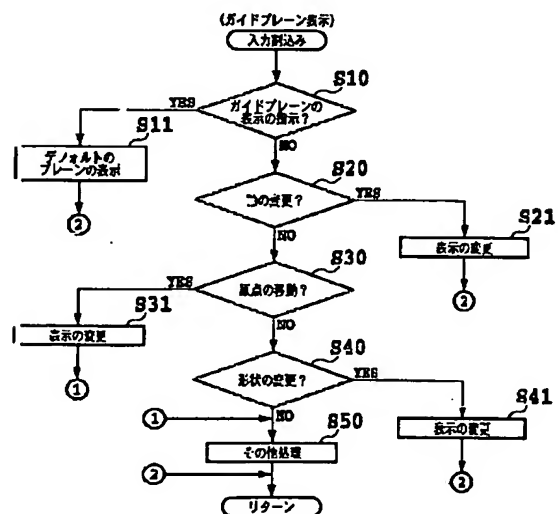 (ガイドプレーン表示)
入力割込み
S10
ガイドプレーンの
表示の指示?
YES
NO
S11
デフォルトの
プレーンの表示
②
S20
の変更?
YES
NO
S21
表示の変更
②
S30
原点の移動?
YES
NO
S31
表示の変更
①
S40
形状の変更?
YES
NO
S41
表示の変更
②
①
S50
その他処理
②
リターン